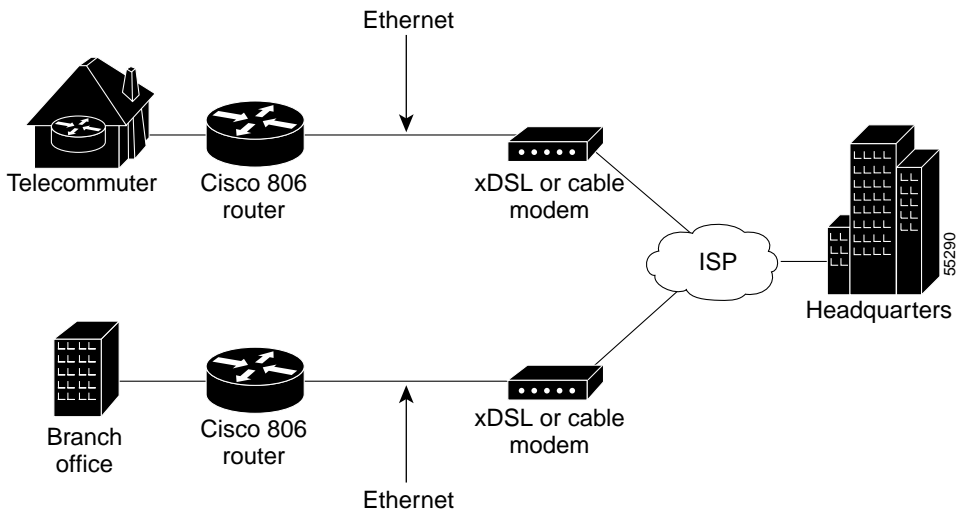 Ethernet
Telecommuter
Cisco 806
router
xDSL or cable
modem
ISP
Headquarters
55290
Branch
office
Cisco 806
router
xDSL or cable
modem
Ethernet